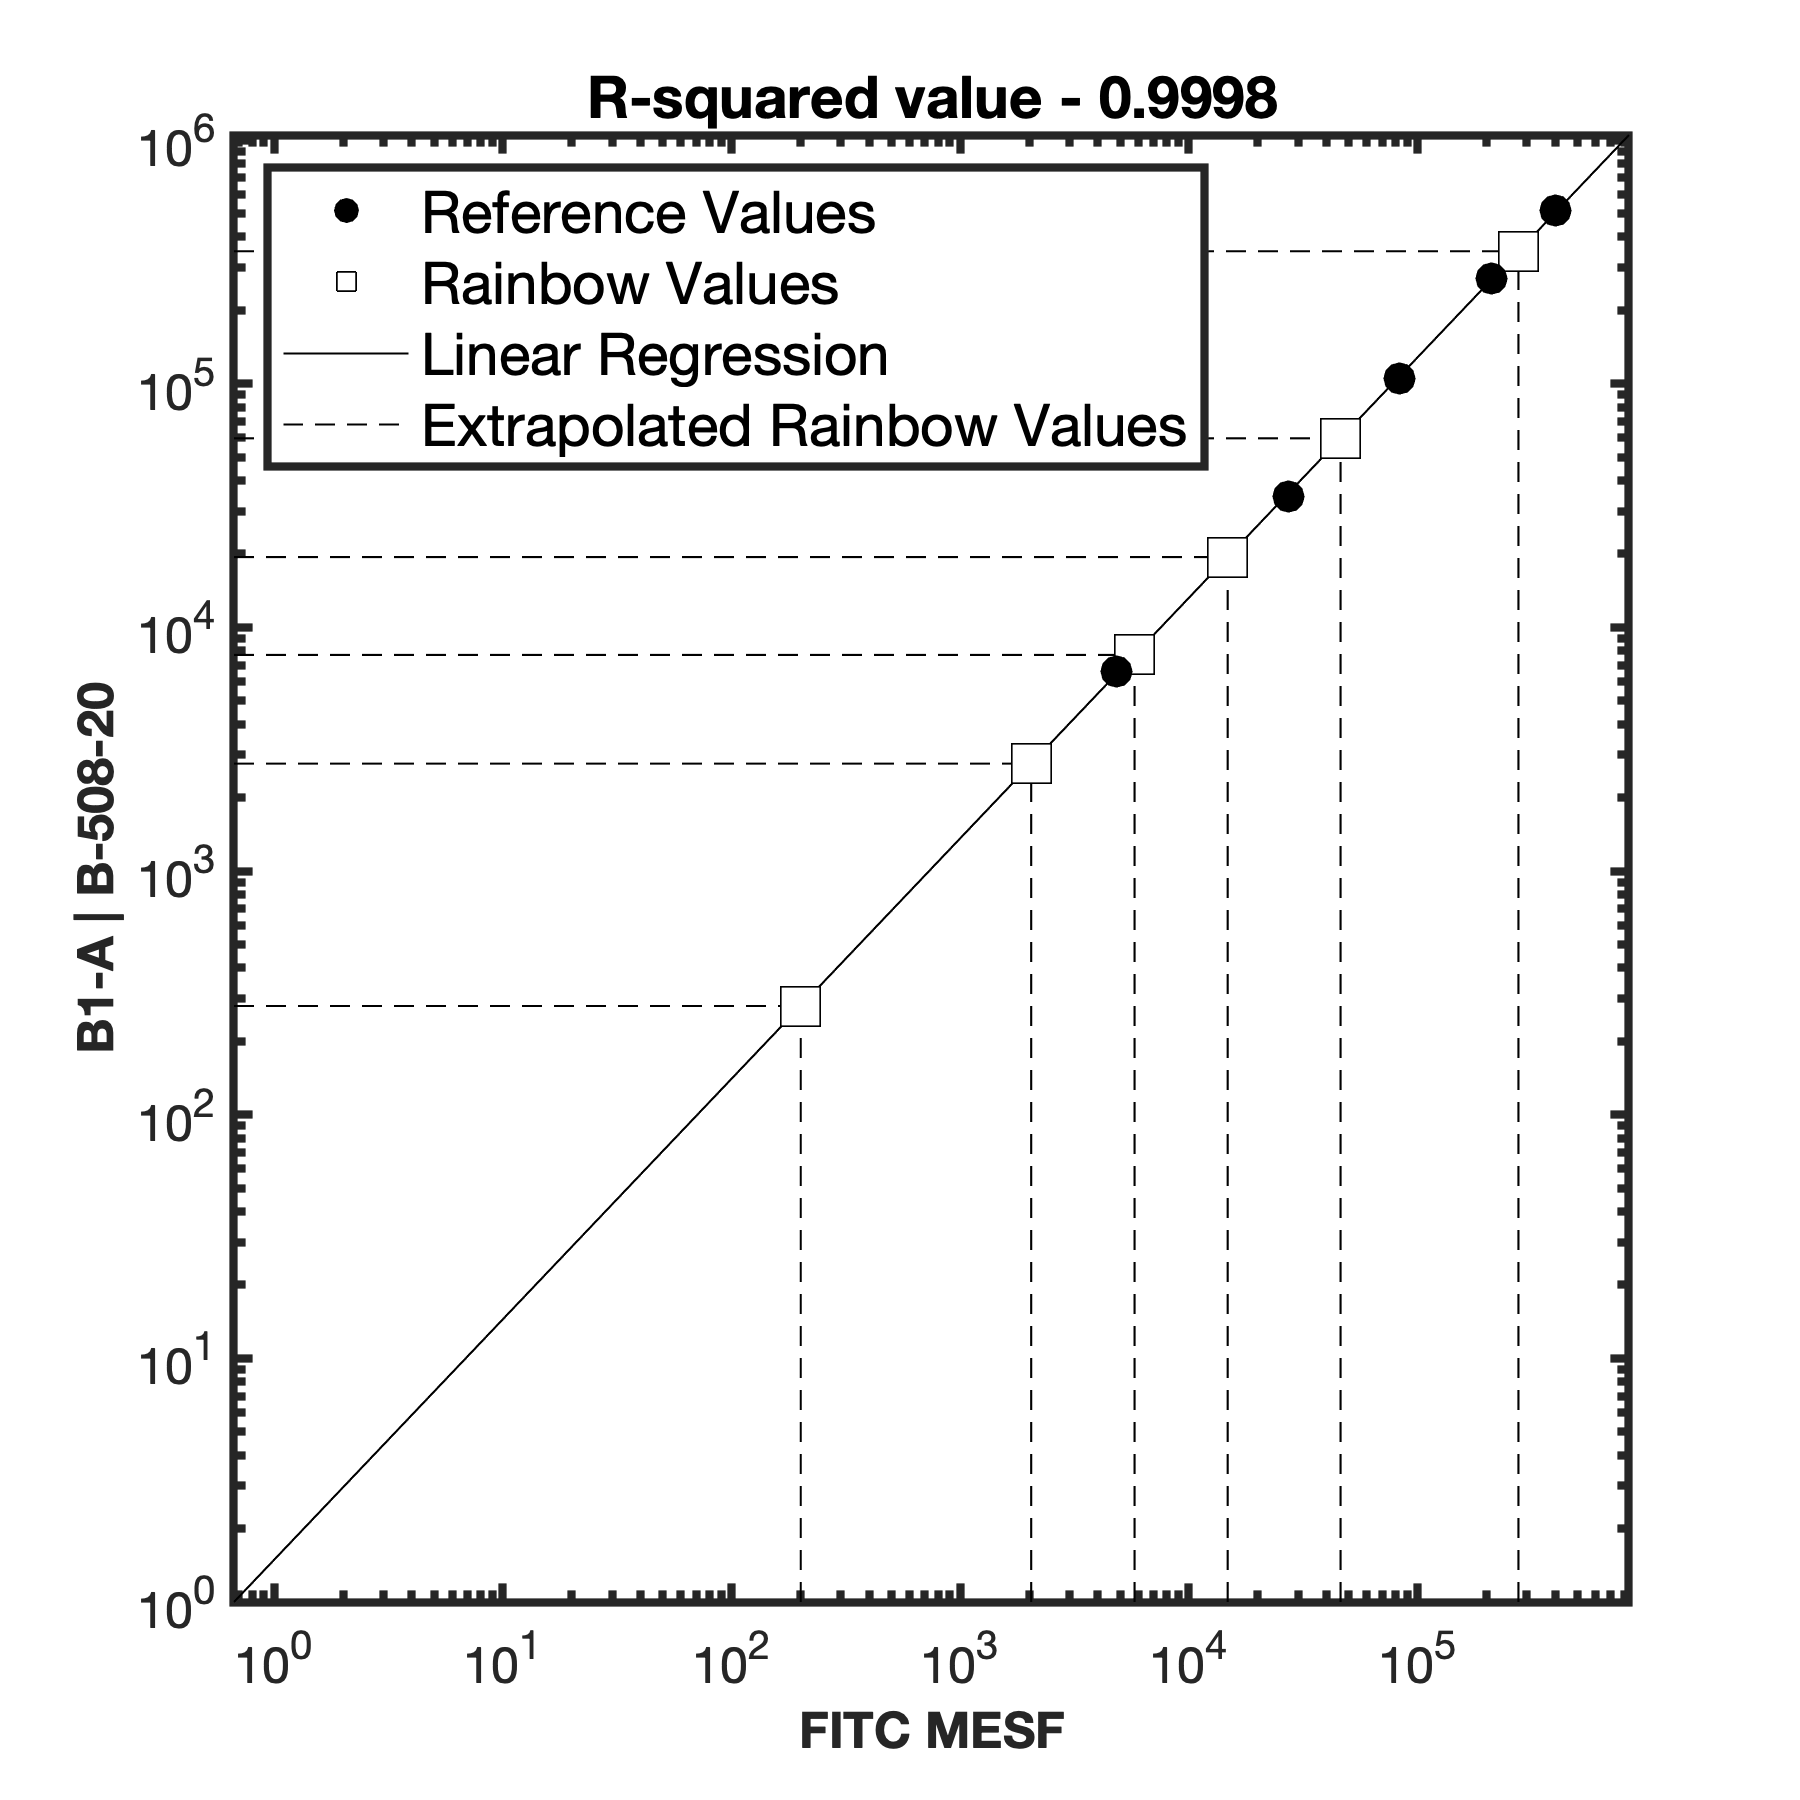 R-squared value - 0.9998
Reference Values
Rainbow Values
Linear Regression
Extrapolated Rainbow Values
10^6
10^5
10^4
10^3
10^2
10^1
10^0
B1-A | B-508-20
10^0 10^1 10^2 10^3 10^4 10^5
FITC MESF